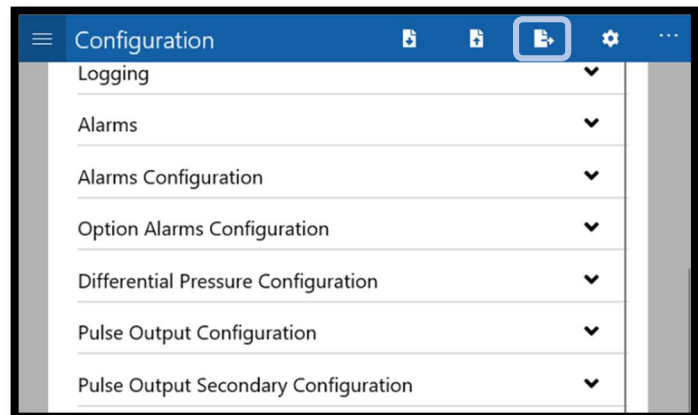 Configuration
Logging
Alarms
Alarms Configuration
Option Alarms Configuration
Differential Pressure Configuration
Pulse Output Configuration
Pulse Output Secondary Configuration